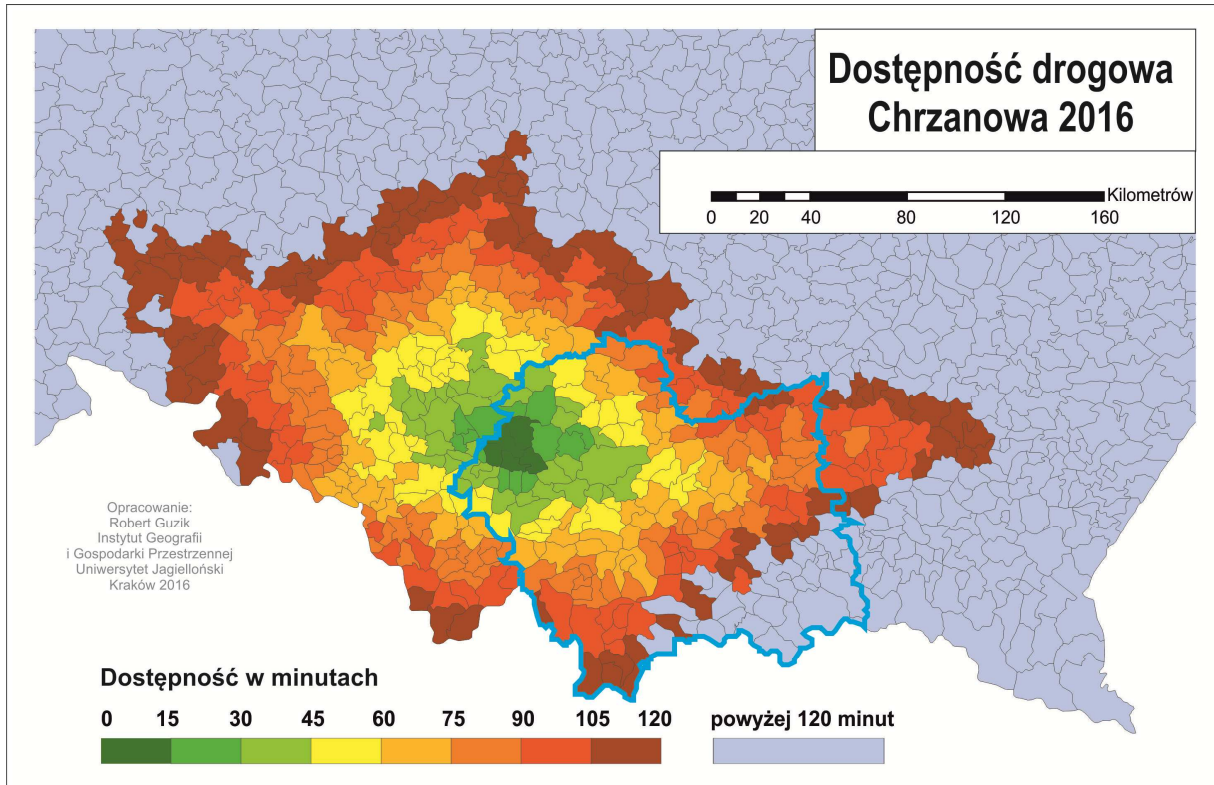 Dostępność drogowa
Chrzanowa 2016
Kilometrów
0 20 40 80 120 160
Opracowanie:
Robert Guzik
Instytut Geografii
i Gospodarki Przestrzennej
Uniwersytet Jagielloński
Kraków 2016
Dostępność w minutach
0 15 30 45 60 75 90 105 120
powyżej 120 minut